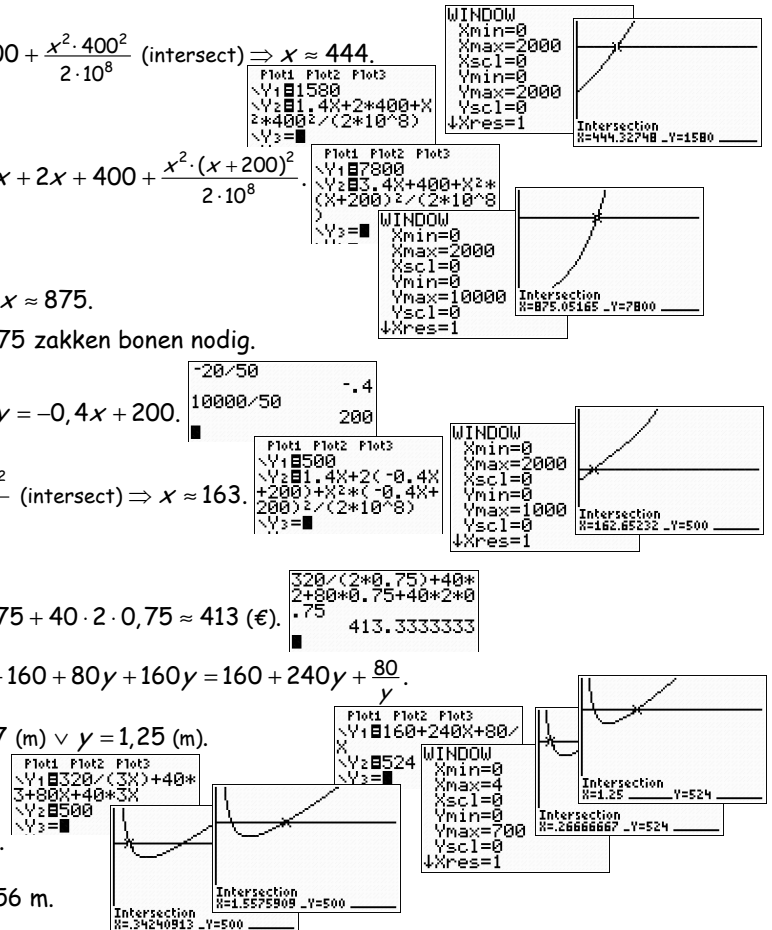 00 + x²·400² / 2·10⁸ (intersect) ⇒ x ≈ 444.
Plot1 Plot2 Plot3
\Y₁=1580
\Y₂=1.4X+2*400+X
²*400²/(2*10^8)
\Y₃=
WINDOW
Xmin=0
Xmax=2000
Xscl=0
Ymin=0
Ymax=2000
Yscl=0
↓Xres=1
Intersection
X=444.32748 _Y=1580
x + 2x + 400 + x²·(x+200)² / 2·10⁸ .
Plot1 Plot2 Plot3
\Y₁=7800
\Y₂=3.4X+400+X²*
(X+200)²/(2*10^8
)
\Y₃=
WINDOW
Xmin=0
Xmax=2000
Xscl=0
Ymin=0
Ymax=10000
Yscl=0
↓Xres=1
Intersection
X=875.05165 _Y=7800
x ≈ 875.
75 zakken bonen nodig.
y = −0,4x + 200.
-20/50
-.4
10000/50
200
2
(intersect) ⇒ x ≈ 163.
Plot1 Plot2 Plot3
\Y₁=500
\Y₂=1.4X+2(-0.4X
+200)+X²*(-0.4X+
200)²/(2*10^8)
\Y₃=
WINDOW
Xmin=0
Xmax=2000
Xscl=0
Ymin=0
Ymax=1000
Yscl=0
↓Xres=1
Intersection
X=162.65232 _Y=500
75 + 40 · 2 · 0,75 ≈ 413 (€).
320/(2*0.75)+40*
2+80*0.75+40*2*0
.75
413.3333333
+ 160 + 80y + 160y = 160 + 240y + 80/y .
7 (m) ∨ y = 1,25 (m).
Plot1 Plot2 Plot3
\Y₁=160+240X+80/
X
\Y₂=524
\Y₃=
WINDOW
Xmin=0
Xmax=4
Xscl=0
Ymin=0
Ymax=700
Yscl=0
↓Xres=1
Intersection
X=.26666667 _Y=524
Intersection
X=1.25 Y=524
Plot1 Plot2 Plot3
\Y₁=320/(3X)+40*
3+80X+40*3X
\Y₂=500
\Y₃=
.
56 m.
Intersection
X=.34240913 _Y=500
Intersection
X=1.5575909 _Y=500